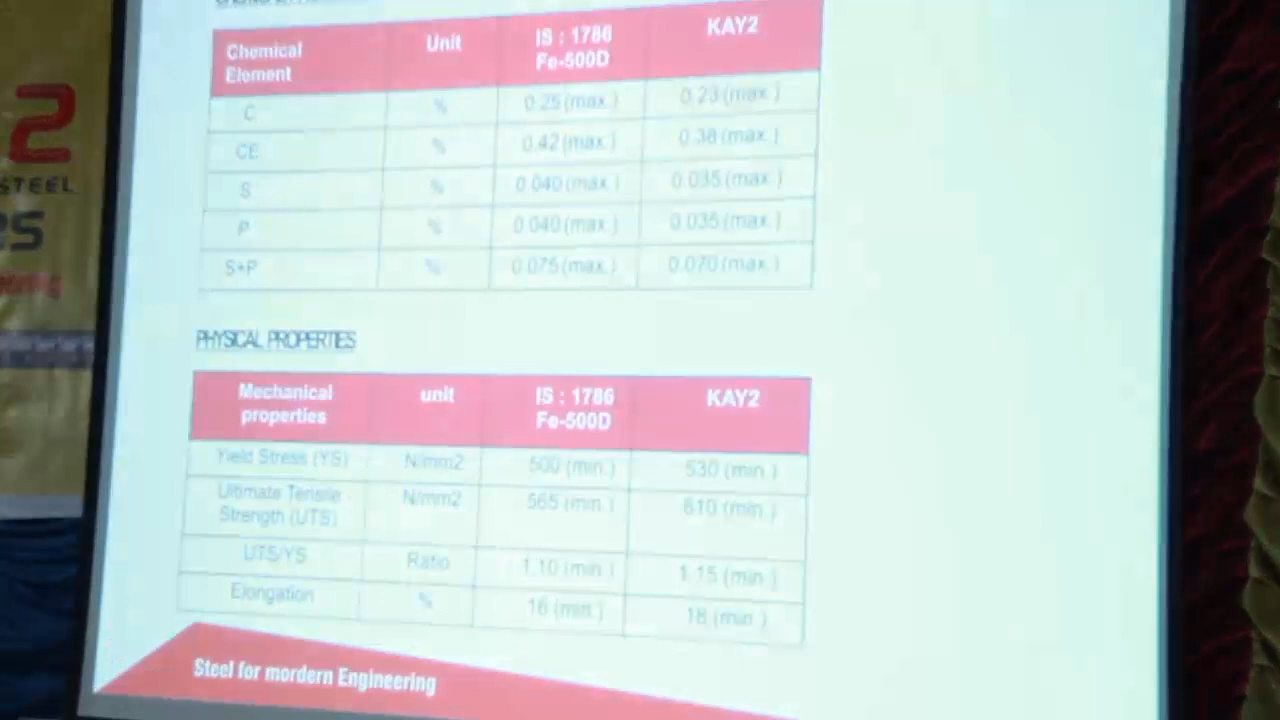 Chemical Element Unit IS : 1786 Fe-500D KAY2
C % 0.25 (max.) 0.23 (max.)
CE % 0.42 (max.) 0.38 (max.)
S % 0.040 (max.) 0.035 (max.)
P % 0.040 (max.) 0.035 (max.)
S+P % 0.075 (max.) 0.070 (max.)
PHYSICAL PROPERTIES
Mechanical properties unit IS : 1786 Fe-500D KAY2
Yield Stress (YS) N/mm2 500 (min.) 530 (min.)
Ultimate Tensile Strength (UTS) N/mm2 565 (min.) 610 (min.)
UTS/YS Ratio 1.10 (min.) 1.15 (min.)
Elongation % 16 (min.) 18 (min.)
Steel for mordern Engineering
2
STEEL